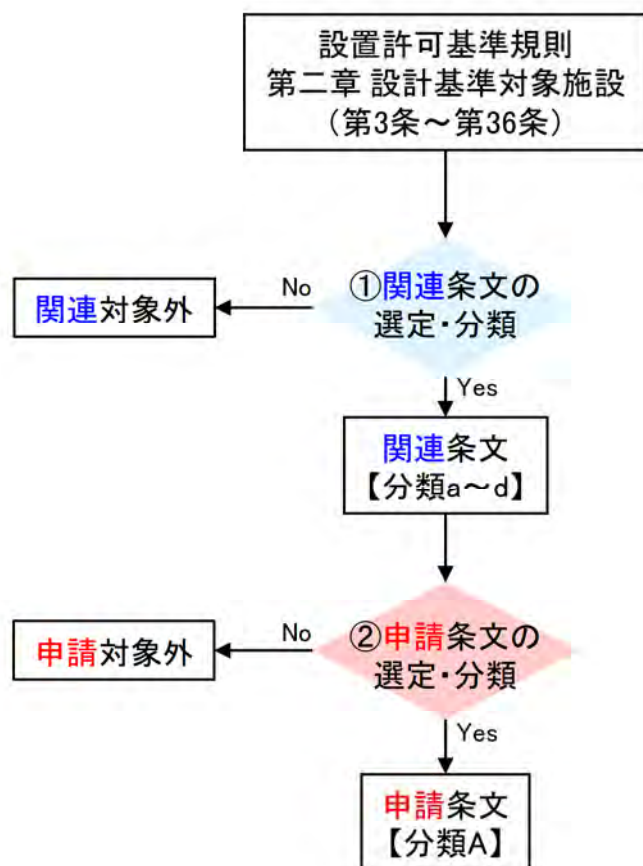 設置許可基準規則
第二章 設計基準対象施設
（第3条～第36条）
①関連条文の
選定・分類
No
関連対象外
Yes
関連条文
【分類a～d】
②申請条文の
選定・分類
No
申請対象外
Yes
申請条文
【分類A】